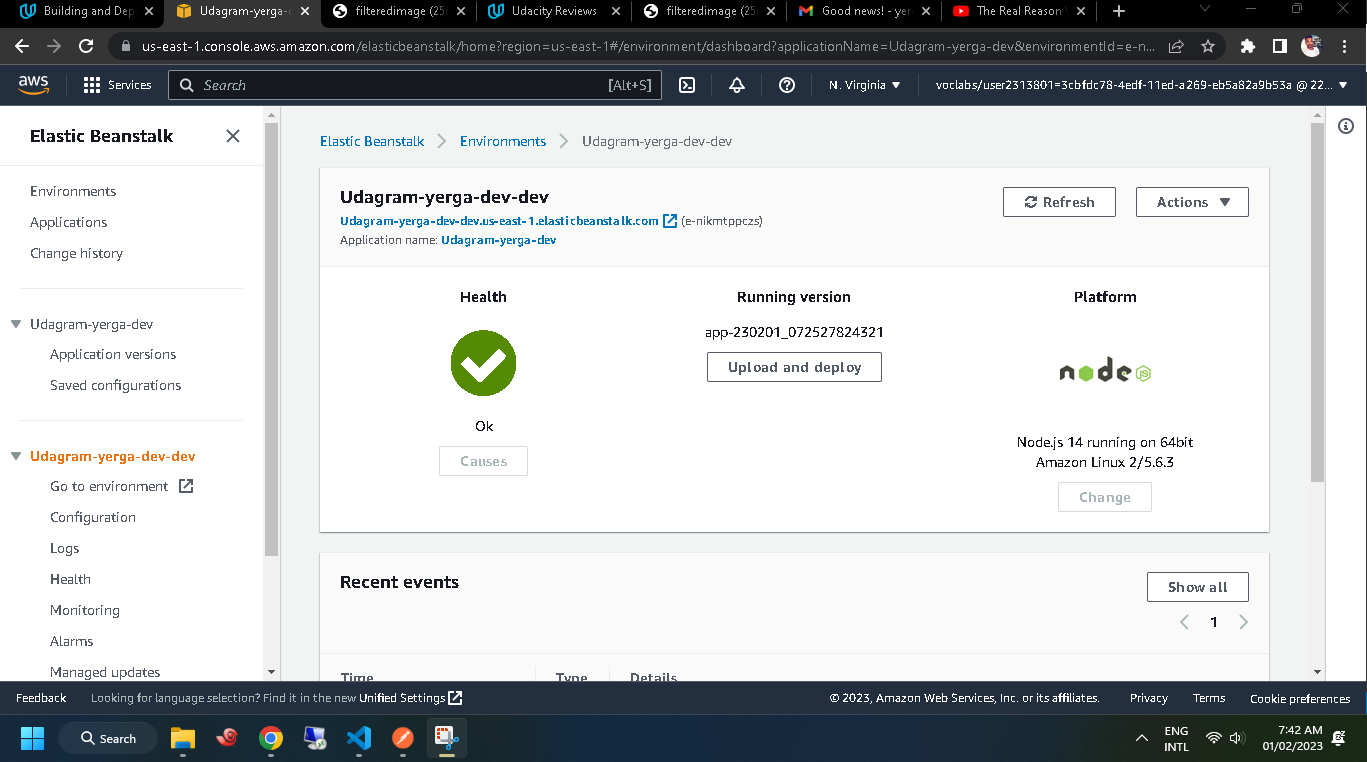 Building and Dep
Udagram-yerga-
filteredimage (25
Udacity Reviews
filteredimage (25
Good news! - yer
The Real Reason
us-east-1.console.aws.amazon.com/elasticbeanstalk/home?region=us-east-1#/environment/dashboard?applicationName=Udagram-yerga-dev&environmentId=e-n...
aws
Services
Search
[Alt+S]
N. Virginia
voclabs/user2313801=3cbfdc78-4edf-11ed-a269-eb5a82a9b53a @ 22...
Elastic Beanstalk
Environments
Applications
Change history
Udagram-yerga-dev
Application versions
Saved configurations
Udagram-yerga-dev-dev
Go to environment
Configuration
Logs
Health
Monitoring
Alarms
Managed updates
Elastic Beanstalk
Environments
Udagram-yerga-dev-dev
Udagram-yerga-dev-dev
Udagram-yerga-dev-dev.us-east-1.elasticbeanstalk.com (e-nikmtppczs)
Application name: Udagram-yerga-dev
Refresh
Actions
Health
Ok
Causes
Running version
app-230201_072527824321
Upload and deploy
Platform
node JS
Node.js 14 running on 64bit
Amazon Linux 2/5.6.3
Change
Recent events
Show all
1
Time
Type
Details
Feedback
Looking for language selection? Find it in the new Unified Settings
© 2023, Amazon Web Services, Inc. or its affiliates.
Privacy
Terms
Cookie preferences
Search
ENG
INTL
7:42 AM
01/02/2023